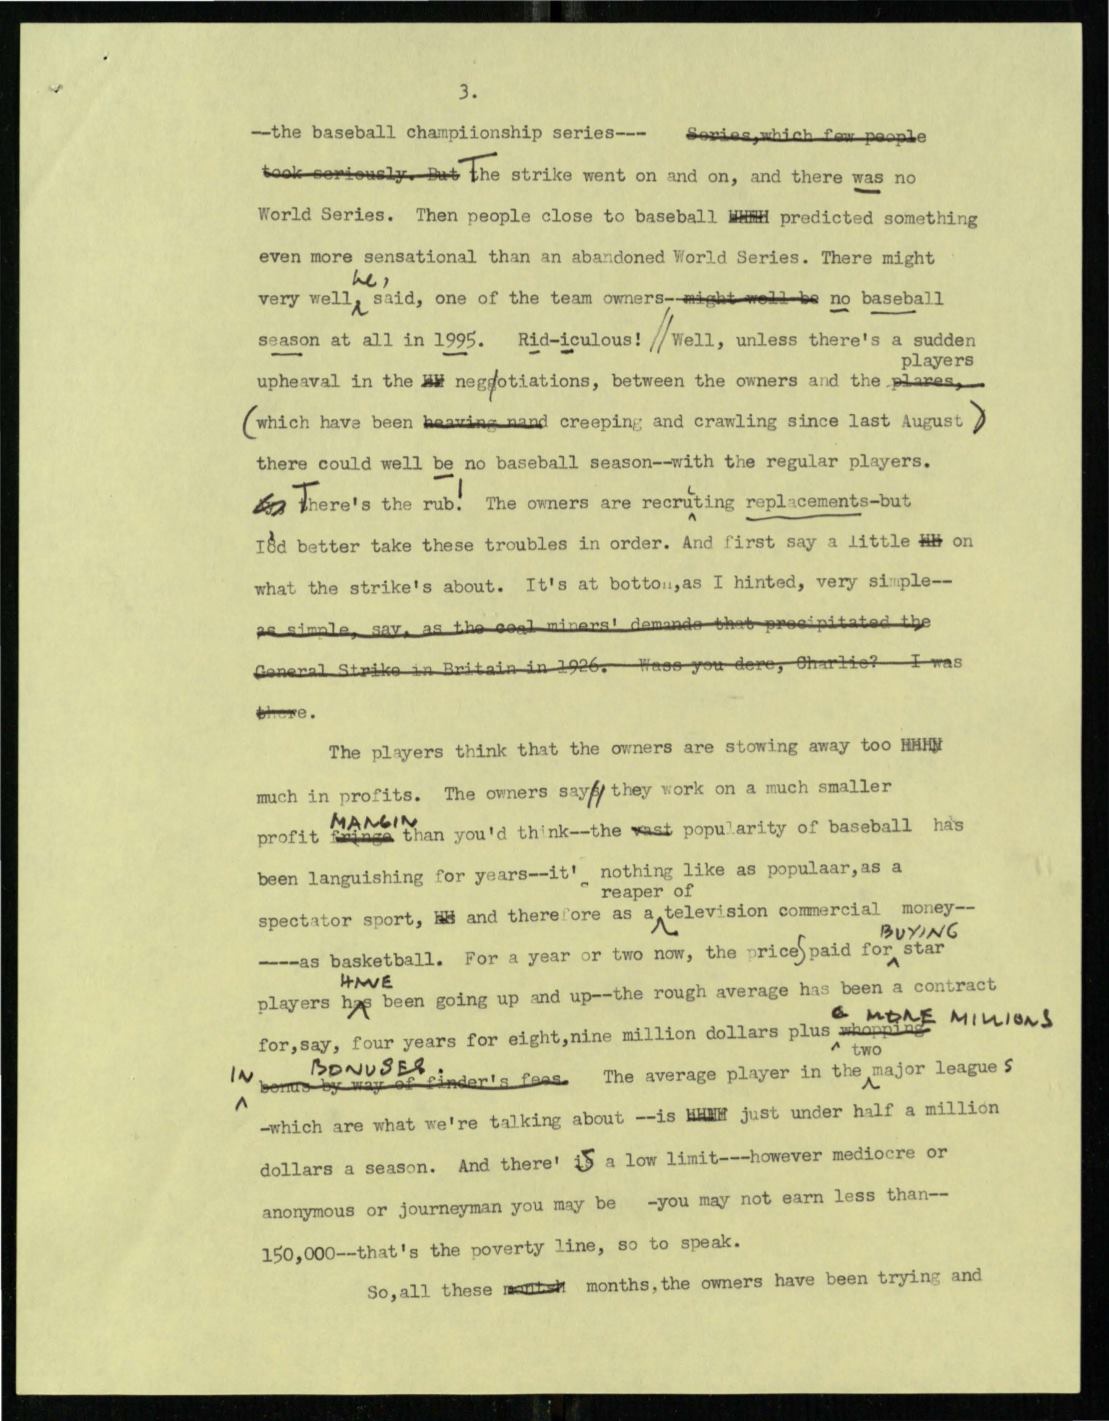 3.
--the baseball champiionship series--- Series,which few people
took seriously. But The strike went on and on, and there was no
World Series. Then people close to baseball predicted something
even more sensational than an abandoned World Series. There might
he,
very well, said, one of the team owners--might well be no baseball
season at all in 1995. Rid-iculous! // Well, unless there's a sudden
players
upheaval in the HH neggotiations, between the owners and the plares,
(which have been heaving nand creeping and crawling since last August)
there could well be no baseball season--with the regular players.
There's the rub! The owners are recruiting replacements-but
I'd better take these troubles in order. And first say a little HH on
what the strike's about. It's at bottom,as I hinted, very simple--
as simple, say, as the coal miners' demands that precipitated the
General Strike in Britain in 1926. Wass you dere, Charlie? I was
there.
The players think that the owners are stowing away too HHHN
much in profits. The owners say they work on a much smaller
MANGIN
profit fringe than you'd think--the vast popularity of baseball has
been languishing for years--it' nothing like as populaar,as a
reaper of
spectator sport, HH and therefore as a television commercial money--
BUYING
----as basketball. For a year or two now, the price paid for star
HAVE
players has been going up and up--the rough average has been a contract
MORE MILLIONS
for,say, four years for eight,nine million dollars plus whopping
two
IN BONUSES.
bonus by way of finder's fees. The average player in the major leagues
-which are what we're talking about --is HHHH just under half a million
dollars a season. And there' is a low limit---however mediocre or
anonymous or journeyman you may be -you may not earn less than--
150,000--that's the poverty line, so to speak.
So,all these montsh months,the owners have been trying and